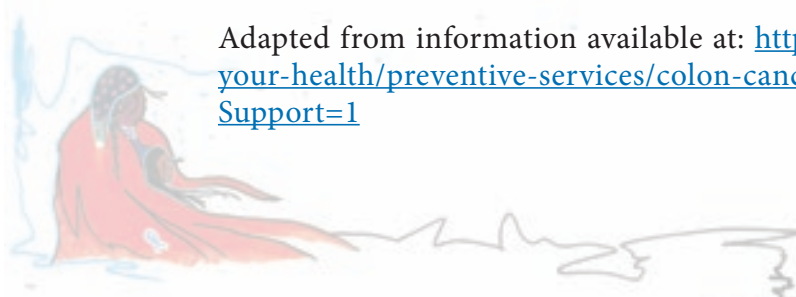 Adapted from information available at: http
your-health/preventive-services/colon-canc
Support=1